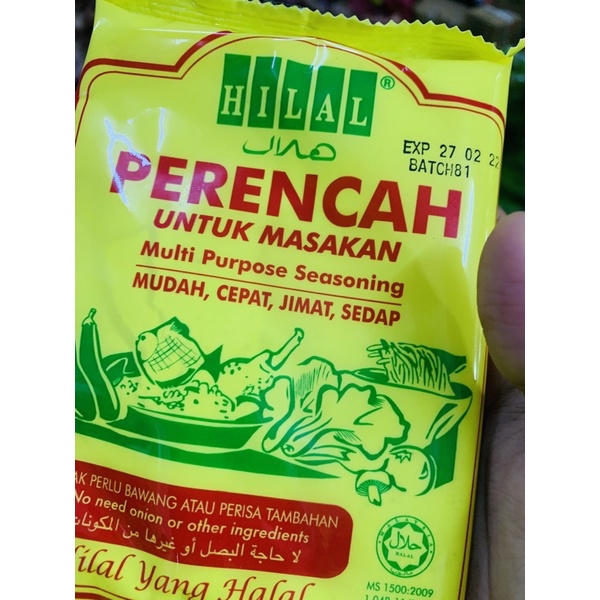 HILAL®
هلال
EXP 27 02 22
BATCH81
PERENCAH
UNTUK MASAKAN
Multi Purpose Seasoning
MUDAH, CEPAT, JIMAT, SEDAP
PERLU BAWANG ATAU PERISA TAMBAHAN
No need onion or other ingredients
لا حاجة البصل أو غيرها من المكونات
Yang Halal
حلال
HALAL
MS 1500:2009